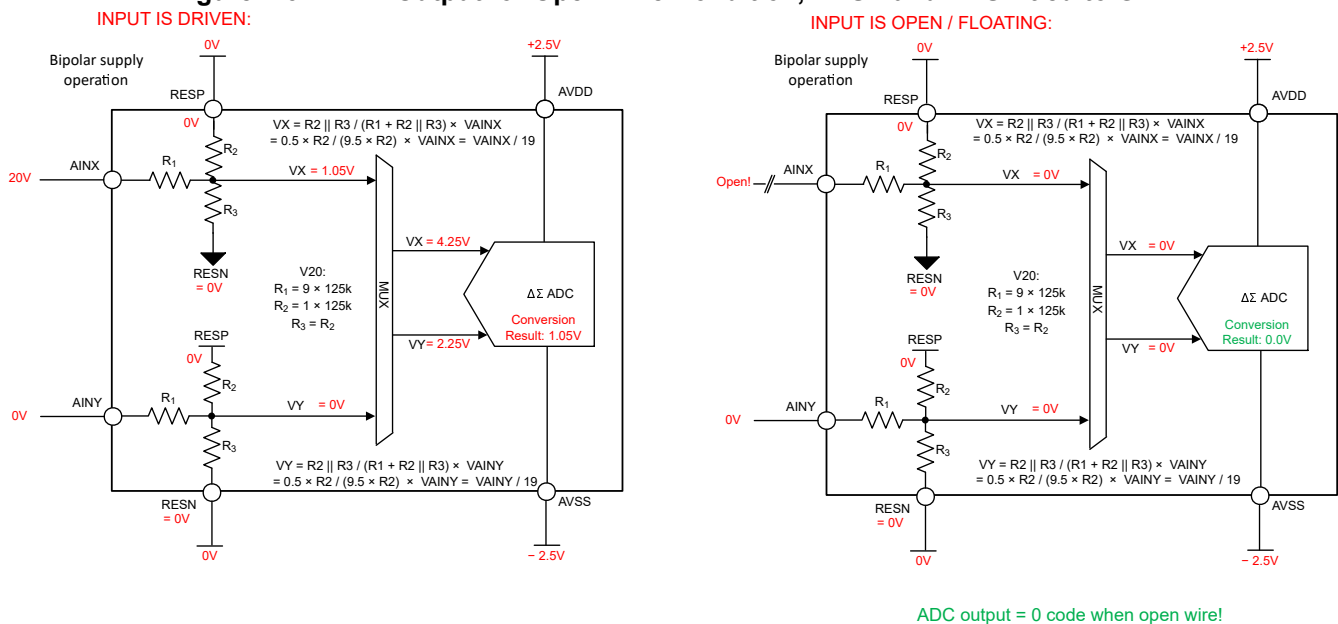 INPUT IS DRIVEN:
0V
+2.5V
Bipolar supply
operation
RESP
AVDD
0V
VX = R2 || R3 / (R1 + R2 || R3) × VAINX
= 0.5 × R2 / (9.5 × R2) × VAINX = VAINX / 19
R2
AINX
R1
20V
VX = 1.05V
R3
VX = 4.25V
RESN
= 0V
V20:
R1 = 9 × 125k
R2 = 1 × 125k
R3 = R2
MUX
ΔΣ ADC
Conversion
Result: 1.05V
RESP
VY = 2.25V
0V
R2
AINY
R1
0V
VY = 0V
R3
VY = R2 || R3 / (R1 + R2 || R3) × VAINY
= 0.5 × R2 / (9.5 × R2) × VAINY = VAINY / 19
RESN
= 0V
AVSS
0V
− 2.5V
INPUT IS OPEN / FLOATING:
0V
+2.5V
Bipolar supply
operation
RESP
AVDD
0V
VX = R2 || R3 / (R1 + R2 || R3) × VAINX
= 0.5 × R2 / (9.5 × R2) × VAINX = VAINX / 19
R2
AINX
R1
Open!
VX = 0V
R3
VX = 0V
RESN
= 0V
V20:
R1 = 9 × 125k
R2 = 1 × 125k
R3 = R2
MUX
ΔΣ ADC
Conversion
Result: 0.0V
RESP
VY = 0V
0V
R2
AINY
R1
0V
VY = 0V
R3
VY = R2 || R3 / (R1 + R2 || R3) × VAINY
= 0.5 × R2 / (9.5 × R2) × VAINY = VAINY / 19
RESN
= 0V
AVSS
0V
− 2.5V
ADC output = 0 code when open wire!